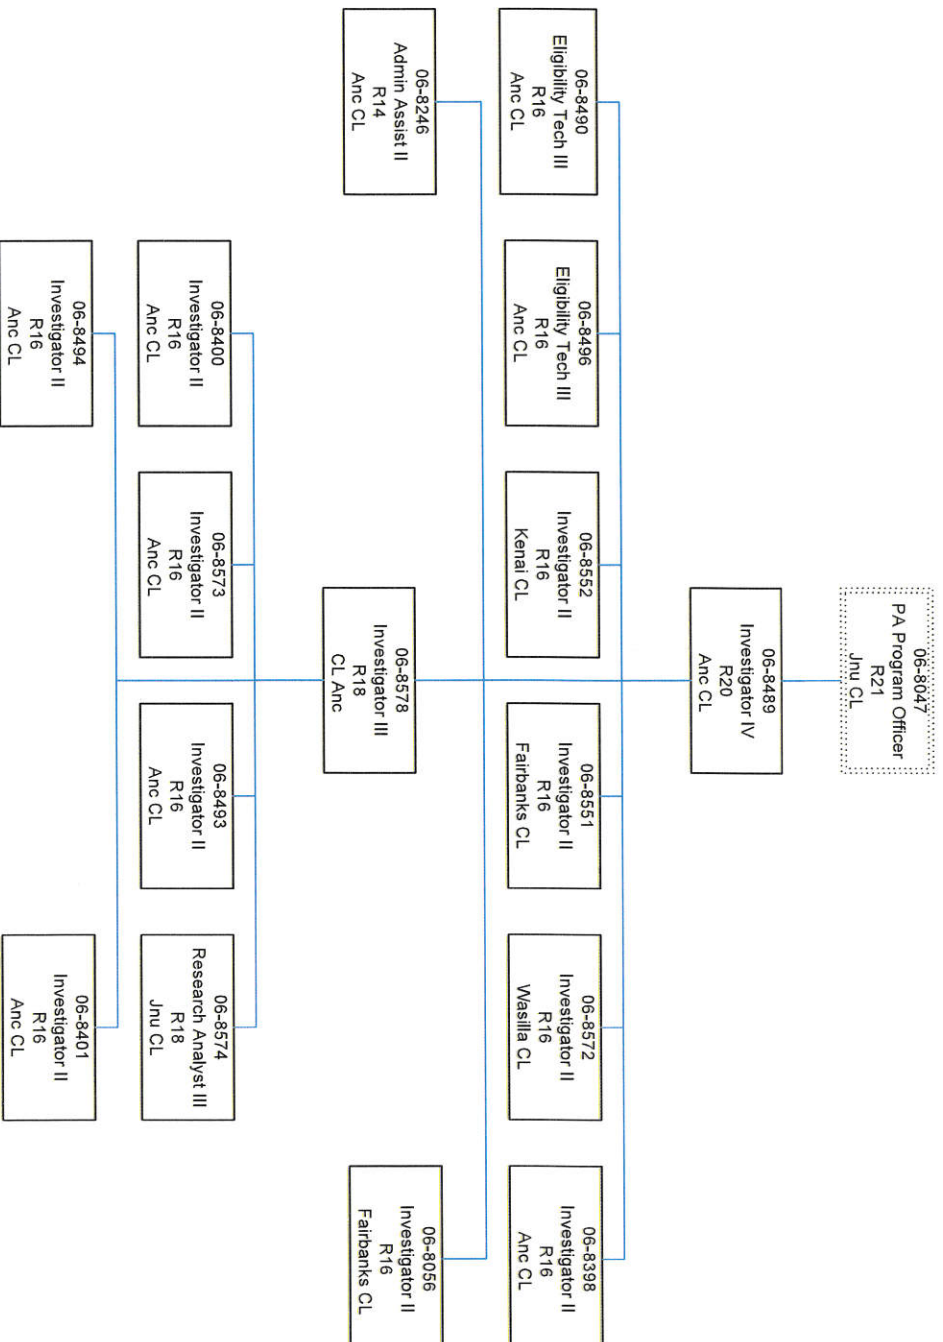 06-8047
PA Program Officer
R21
Jnu CL
06-8489
Investigator IV
R20
Anc CL
06-8490
Eligibility Tech III
R16
Anc CL
06-8496
Eligibility Tech III
R16
Anc CL
06-8552
Investigator II
R16
Kenai CL
06-8551
Investigator II
R16
Fairbanks CL
06-8572
Investigator II
R16
Wasilla CL
06-8398
Investigator II
R16
Anc CL
06-8246
Admin Assist II
R14
Anc CL
06-8056
Investigator II
R16
Fairbanks CL
06-8578
Investigator III
R18
CL Anc
06-8400
Investigator II
R16
Anc CL
06-8573
Investigator II
R16
Anc CL
06-8493
Investigator II
R16
Anc CL
06-8574
Research Analyst III
R18
Jnu CL
06-8494
Investigator II
R16
Anc CL
06-8401
Investigator II
R16
Anc CL